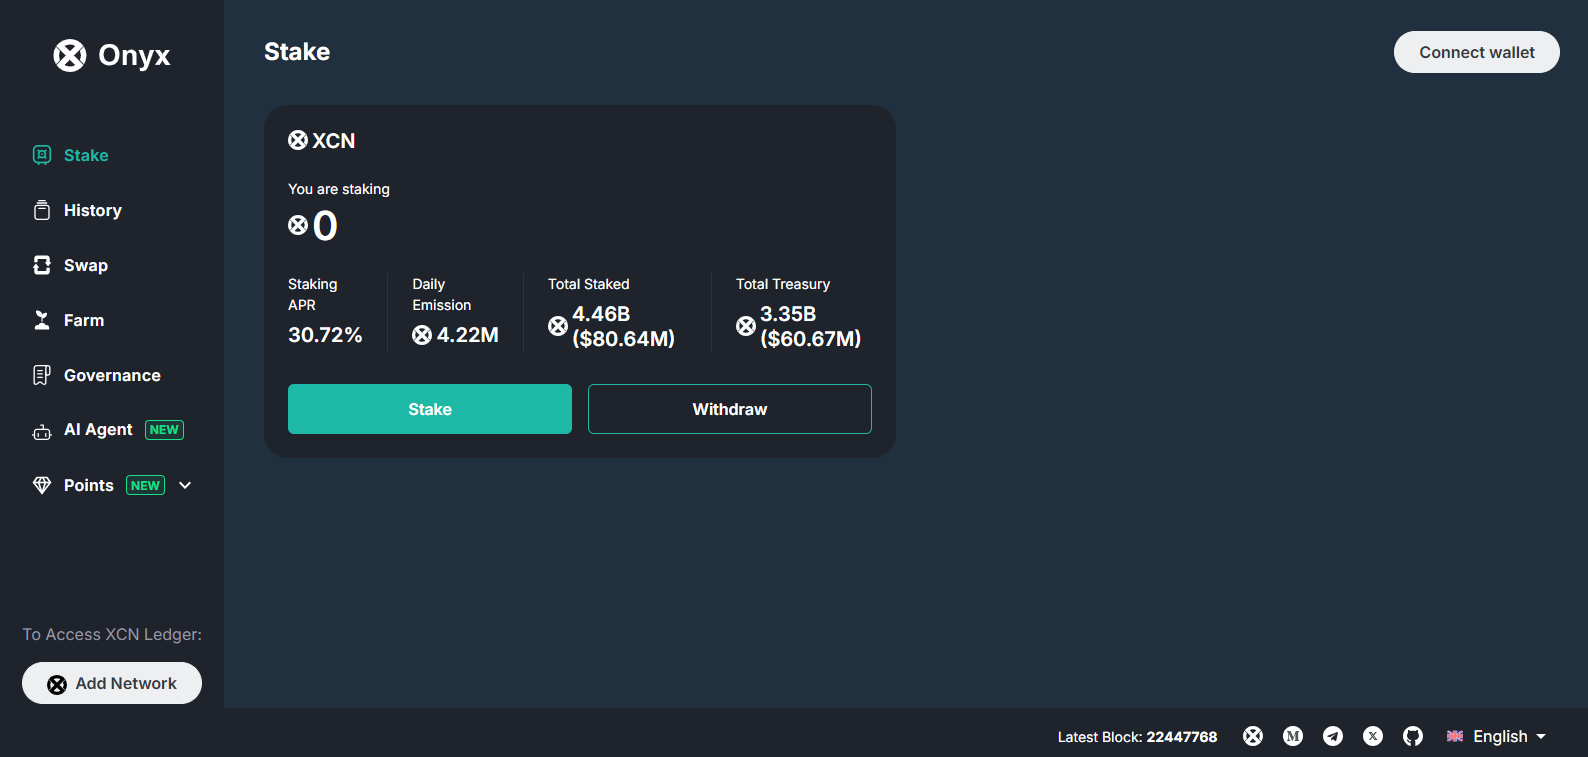 Onyx
Stake
Connect wallet
Stake
History
Swap
Farm
Governance
AI Agent NEW
Points NEW
To Access XCN Ledger:
Add Network
XCN
You are staking
0
Staking
APR
30.72%
Daily
Emission
4.22M
Total Staked
4.46B
($80.64M)
Total Treasury
3.35B
($60.67M)
Stake
Withdraw
Latest Block: 22447768
English